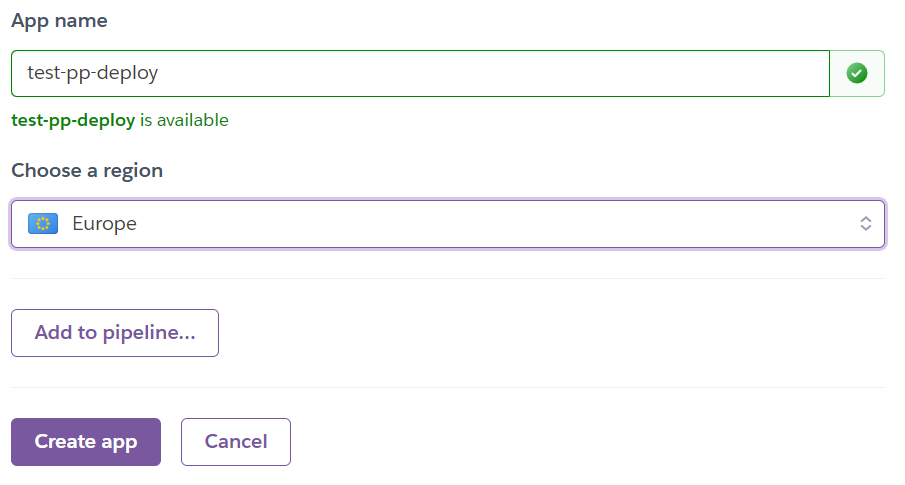 App name
test-pp-deploy
test-pp-deploy is available
Choose a region
Europe
Add to pipeline...
Create app Cancel